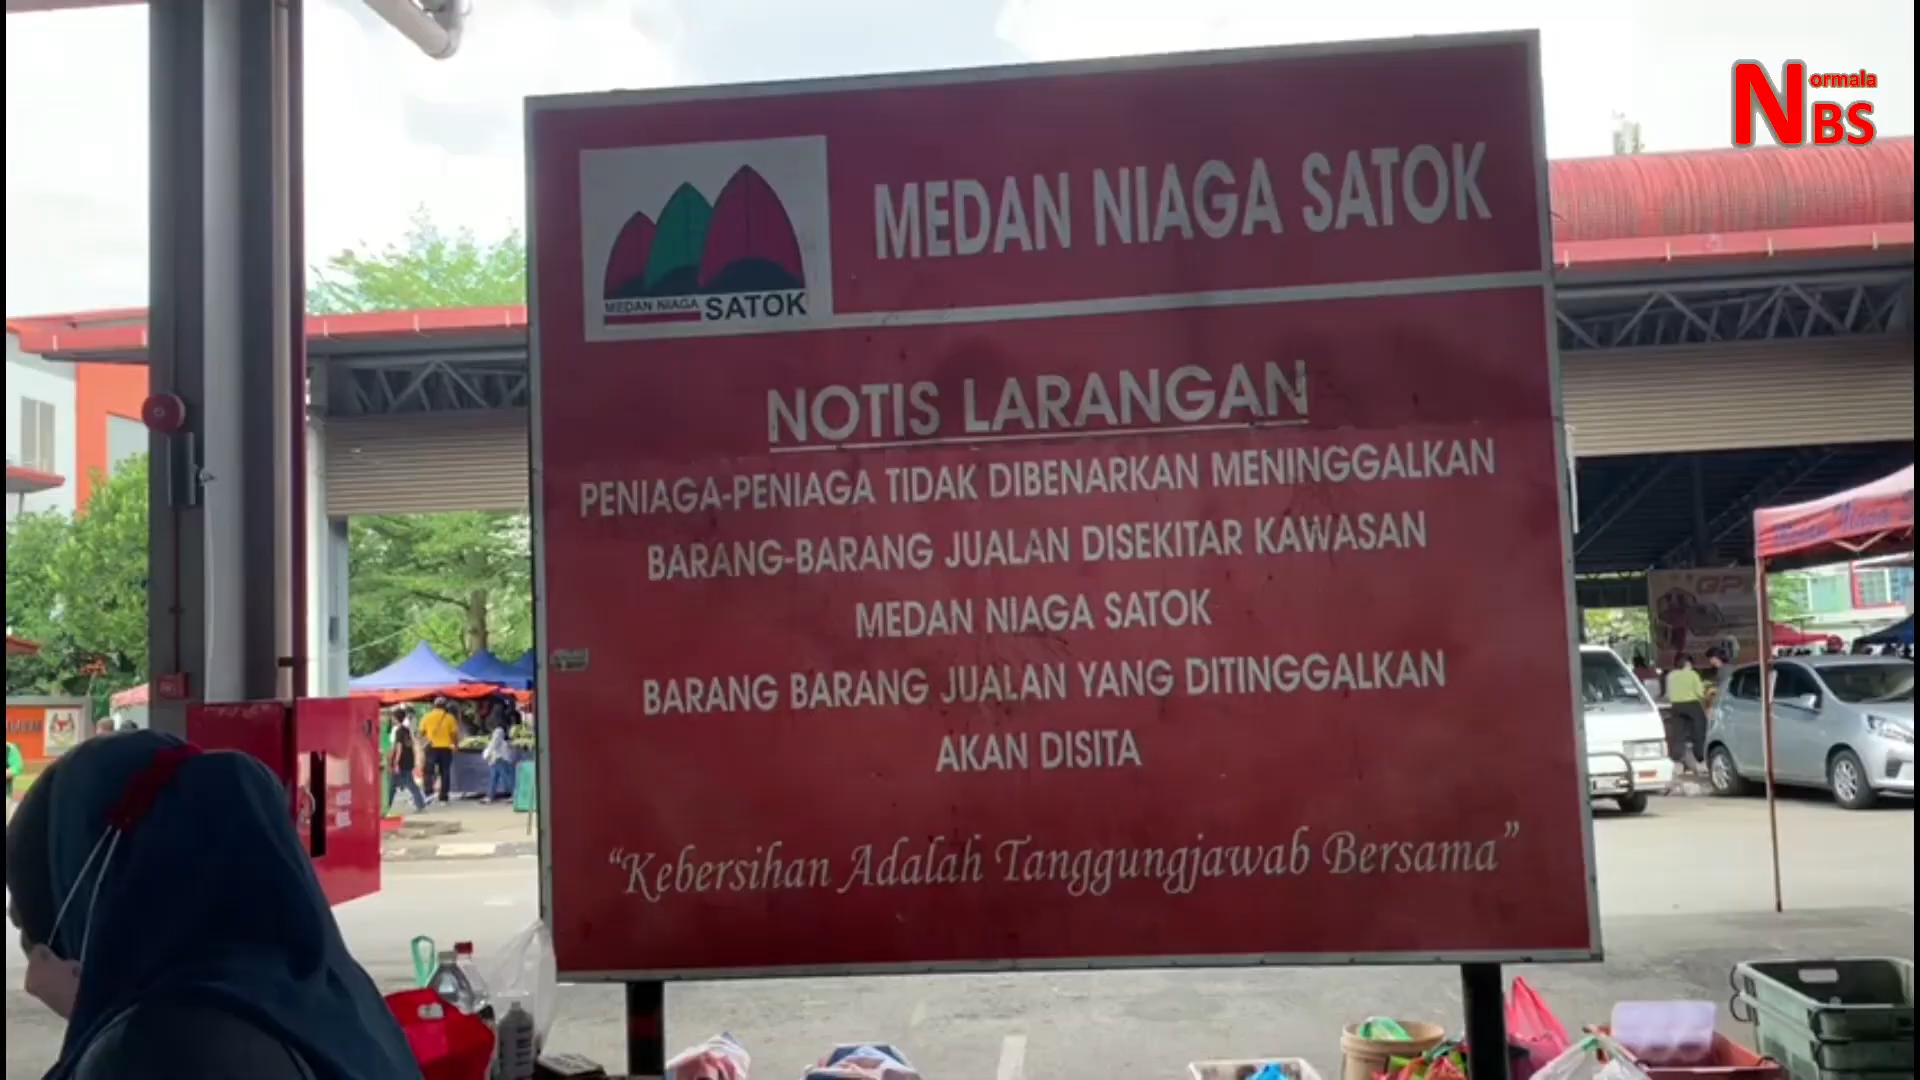 Normala
NBS
MEDAN NIAGA SATOK
MEDAN NIAGA SATOK
NOTIS LARANGAN
PENIAGA-PENIAGA TIDAK DIBENARKAN MENINGGALKAN
BARANG-BARANG JUALAN DISEKITAR KAWASAN
MEDAN NIAGA SATOK
BARANG BARANG JUALAN YANG DITINGGALKAN
AKAN DISITA
“Kebersihan Adalah Tanggungjawab Bersama”